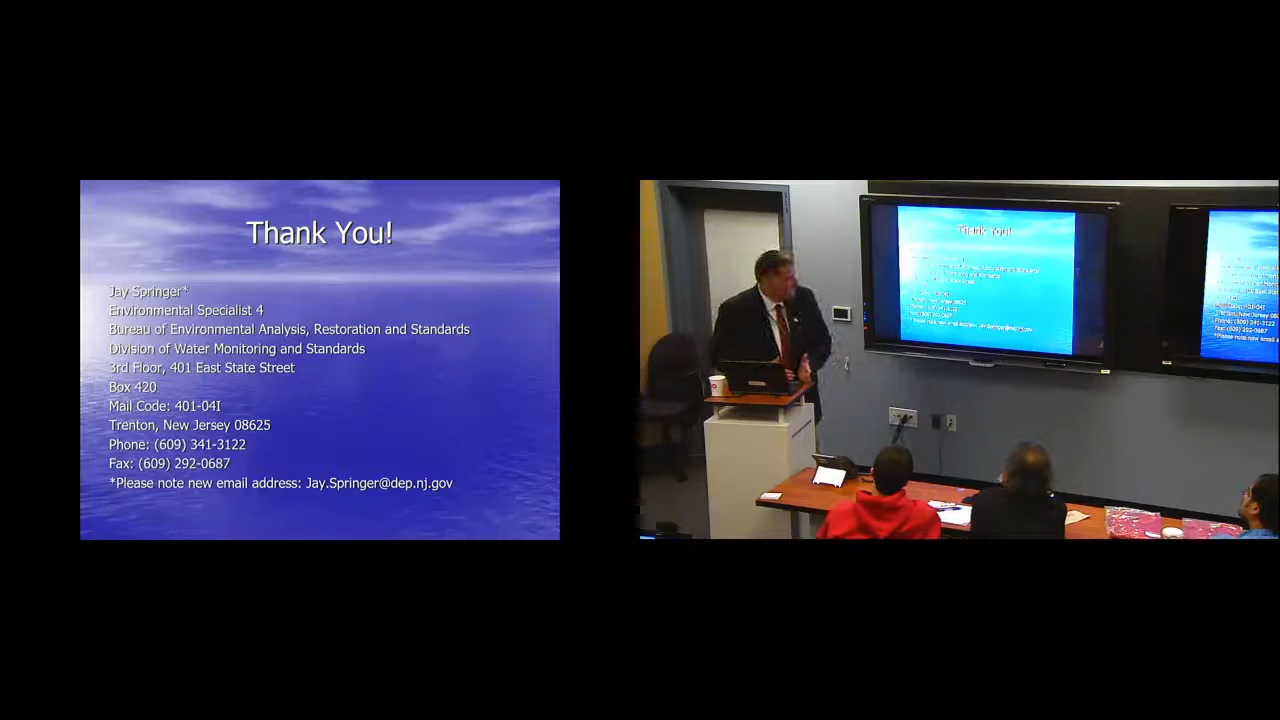 Thank You!
Jay Springer*
Environmental Specialist 4
Bureau of Environmental Analysis, Restoration and Standards
Division of Water Monitoring and Standards
3rd Floor, 401 East State Street
Box 420
Mail Code: 401-04I
Trenton, New Jersey 08625
Phone: (609) 341-3122
Fax: (609) 292-0687
*Please note new email address: Jay.Springer@dep.nj.gov
Thank You!